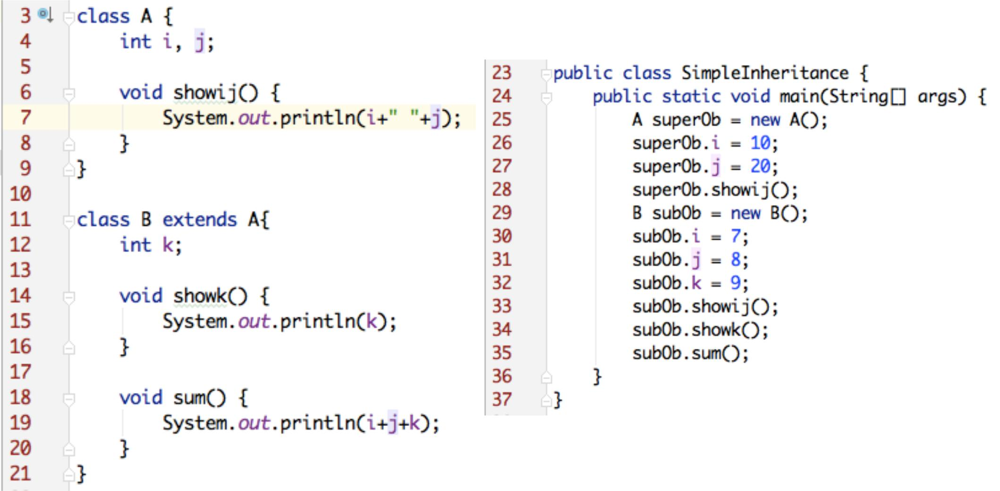 3 class A {
4 int i, j;
5
6 void showij() {
7 System.out.println(i+" "+j);
8 }
9 }
10
11 class B extends A{
12 int k;
13
14 void showk() {
15 System.out.println(k);
16 }
17
18 void sum() {
19 System.out.println(i+j+k);
20 }
21 }
23 public class SimpleInheritance {
24 public static void main(String[] args) {
25 A superOb = new A();
26 superOb.i = 10;
27 superOb.j = 20;
28 superOb.showij();
29 B subOb = new B();
30 subOb.i = 7;
31 subOb.j = 8;
32 subOb.k = 9;
33 subOb.showij();
34 subOb.showk();
35 subOb.sum();
36 }
37 }